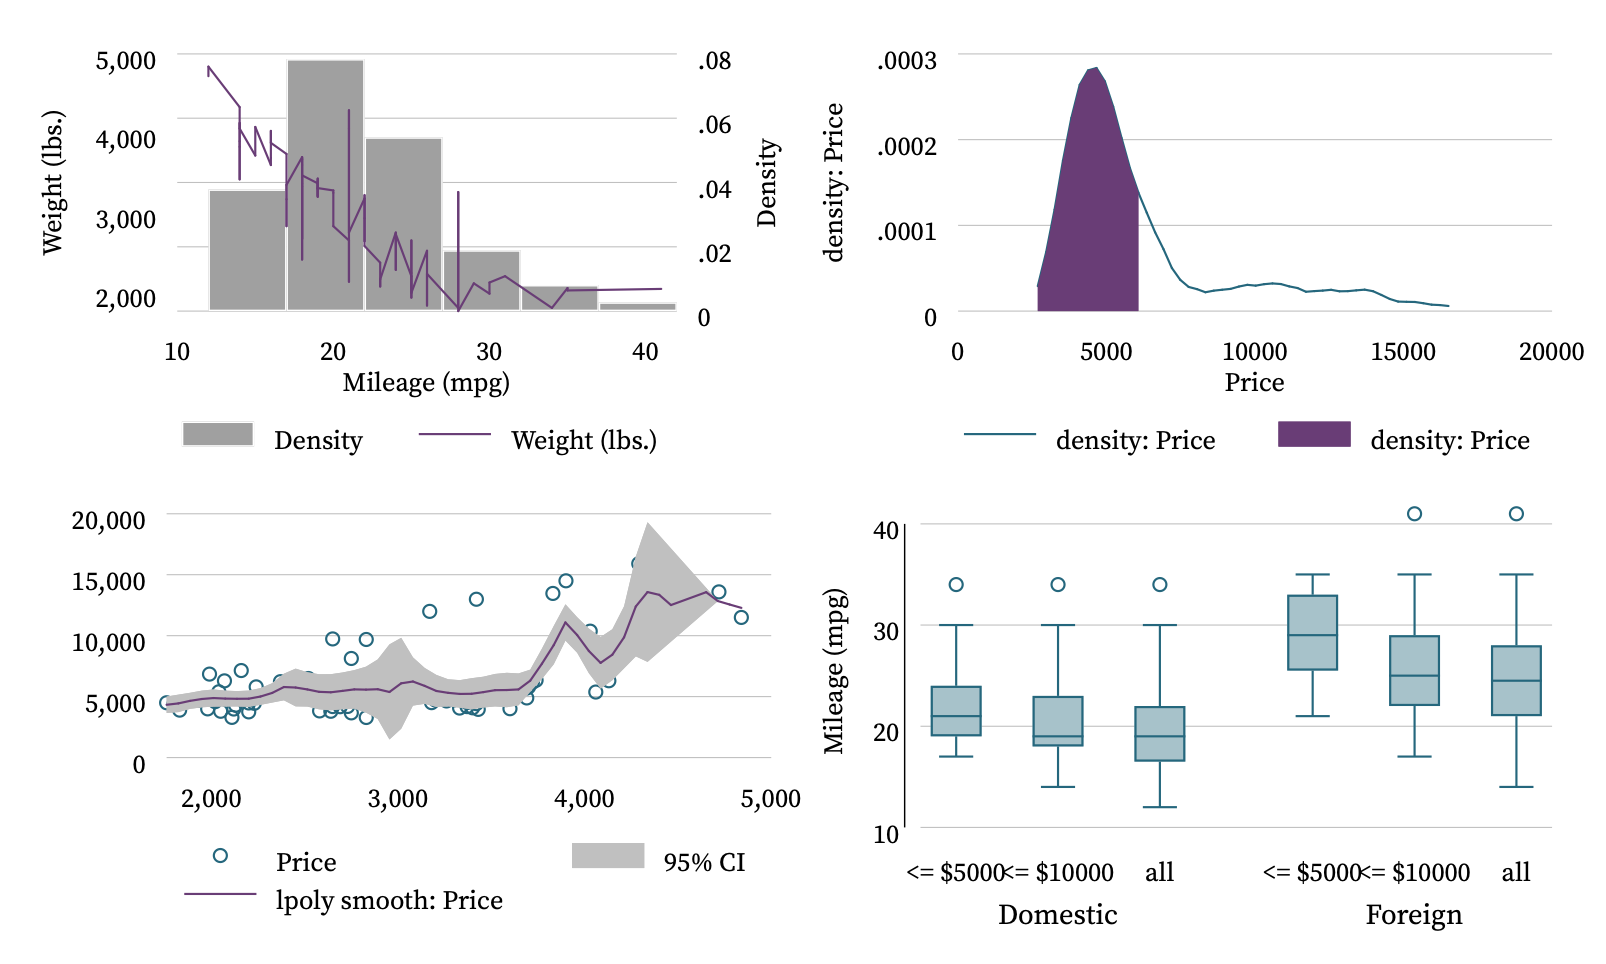 5,000
4,000
3,000
2,000
Weight (lbs.)
.08
.06
.04
.02
0
Density
10 20 30 40
Mileage (mpg)
Density Weight (lbs.)
.0003
.0002
.0001
0
density: Price
0 5000 10000 15000 20000
Price
density: Price density: Price
20,000
15,000
10,000
5,000
0
2,000 3,000 4,000 5,000
Price 95% CI
lpoly smooth: Price
40
30
20
10
Mileage (mpg)
<= $5000 <= $10000 all <= $5000 <= $10000 all
Domestic Foreign